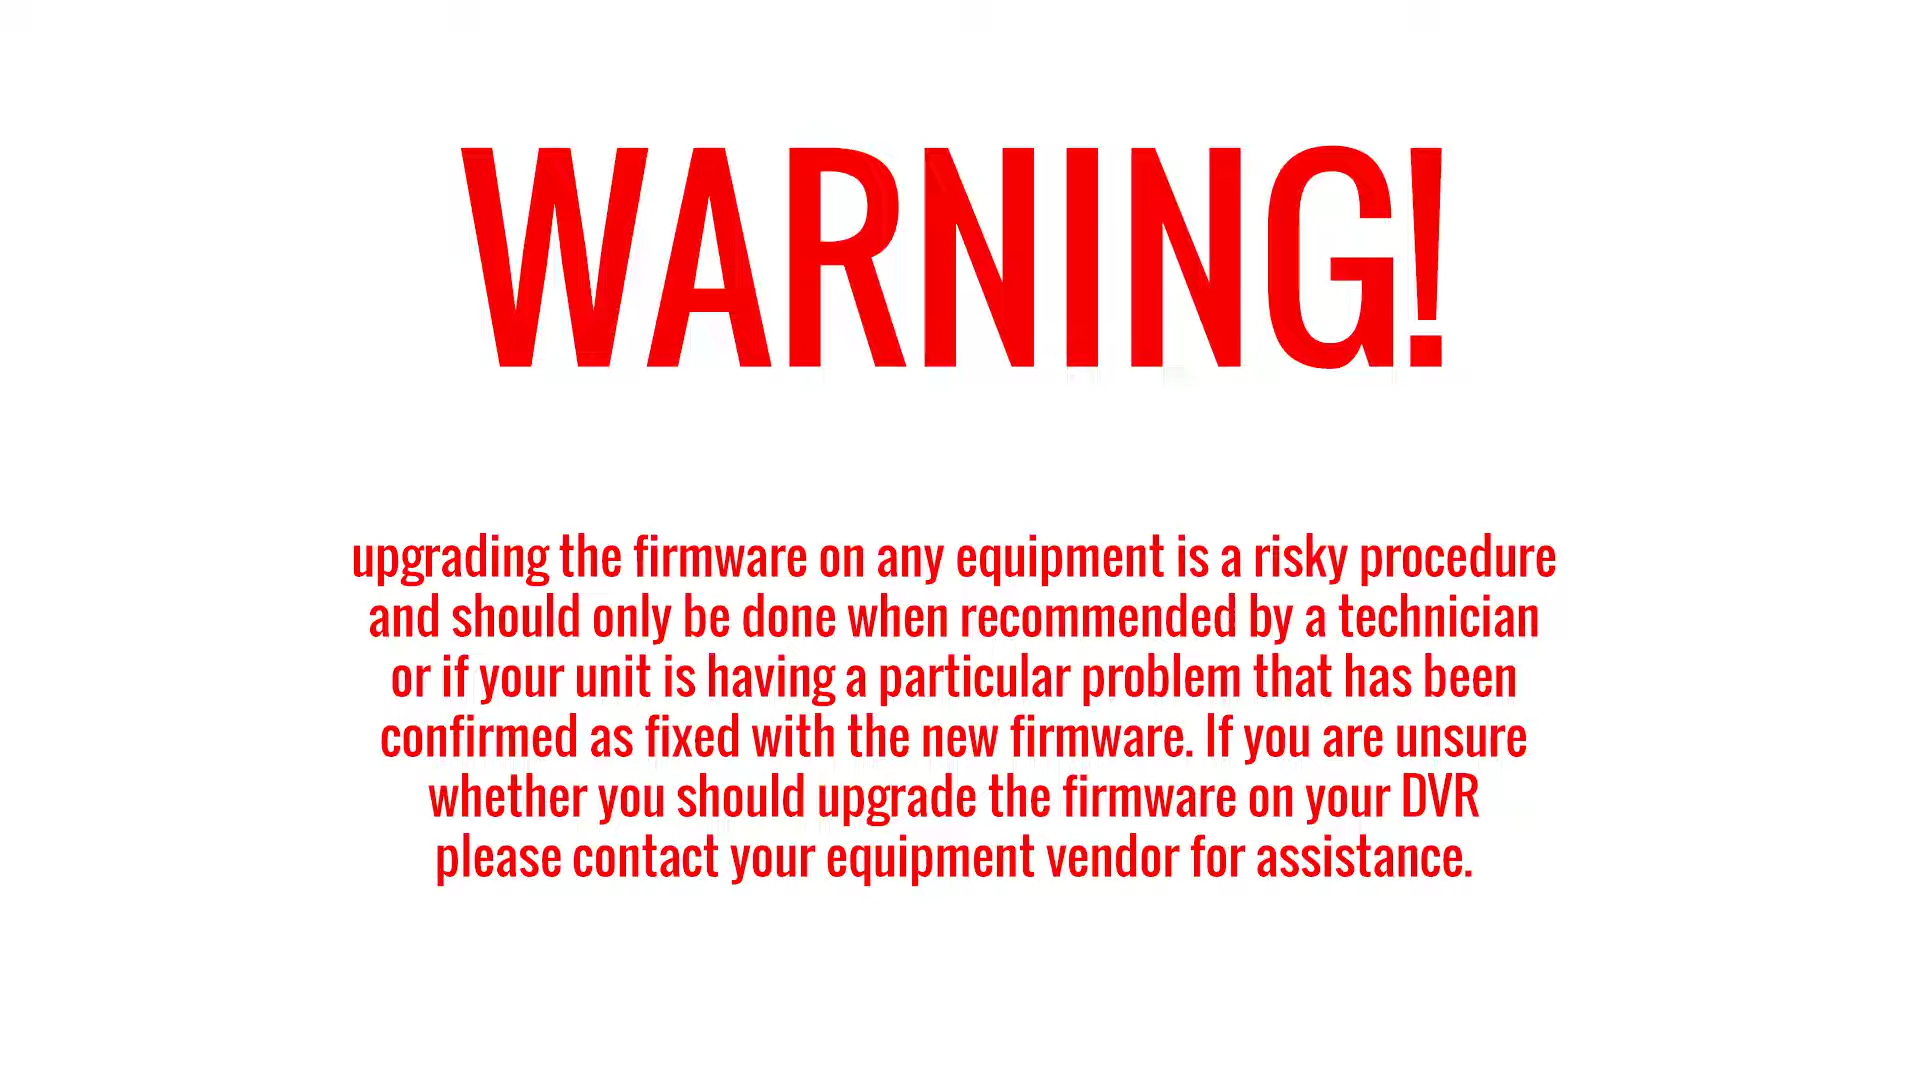 WARNING!
upgrading the firmware on any equipment is a risky procedure
and should only be done when recommended by a technician
or if your unit is having a particular problem that has been
confirmed as fixed with the new firmware. If you are unsure
whether you should upgrade the firmware on your DVR
please contact your equipment vendor for assistance.